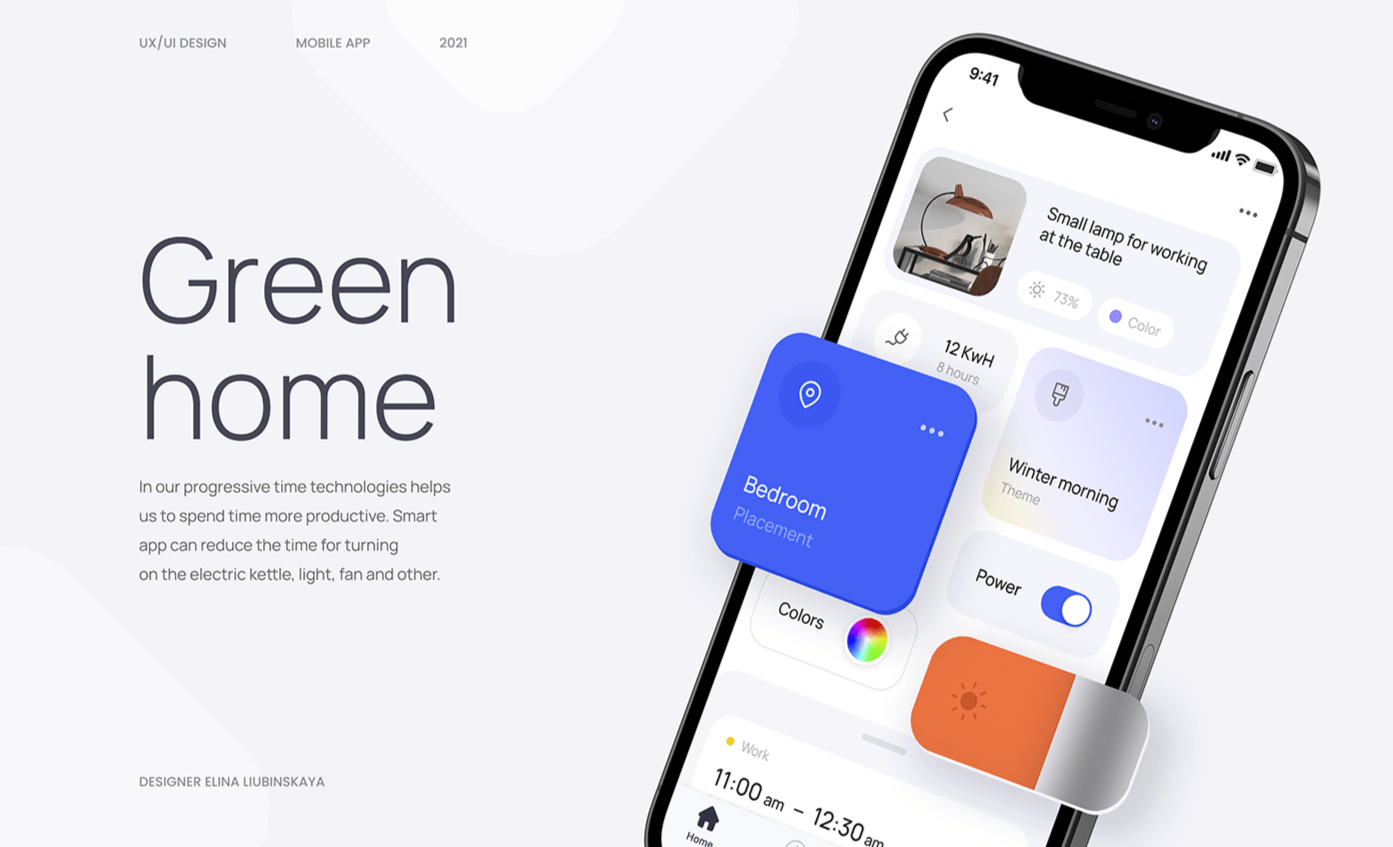 UX/UI DESIGN
MOBILE APP
2021
Green
home
In our progressive time technologies helps
us to spend time more productive. Smart
app can reduce the time for turning
on the electric kettle, light, fan and other.
DESIGNER ELINA LIUBINSKAYA
9:41
Small lamp for working
at the table
73%
Color
12 KwH
8 hours
Bedroom
Placement
Winter morning
Theme
Power
Colors
Work
11:00 am – 12:30 am
Home